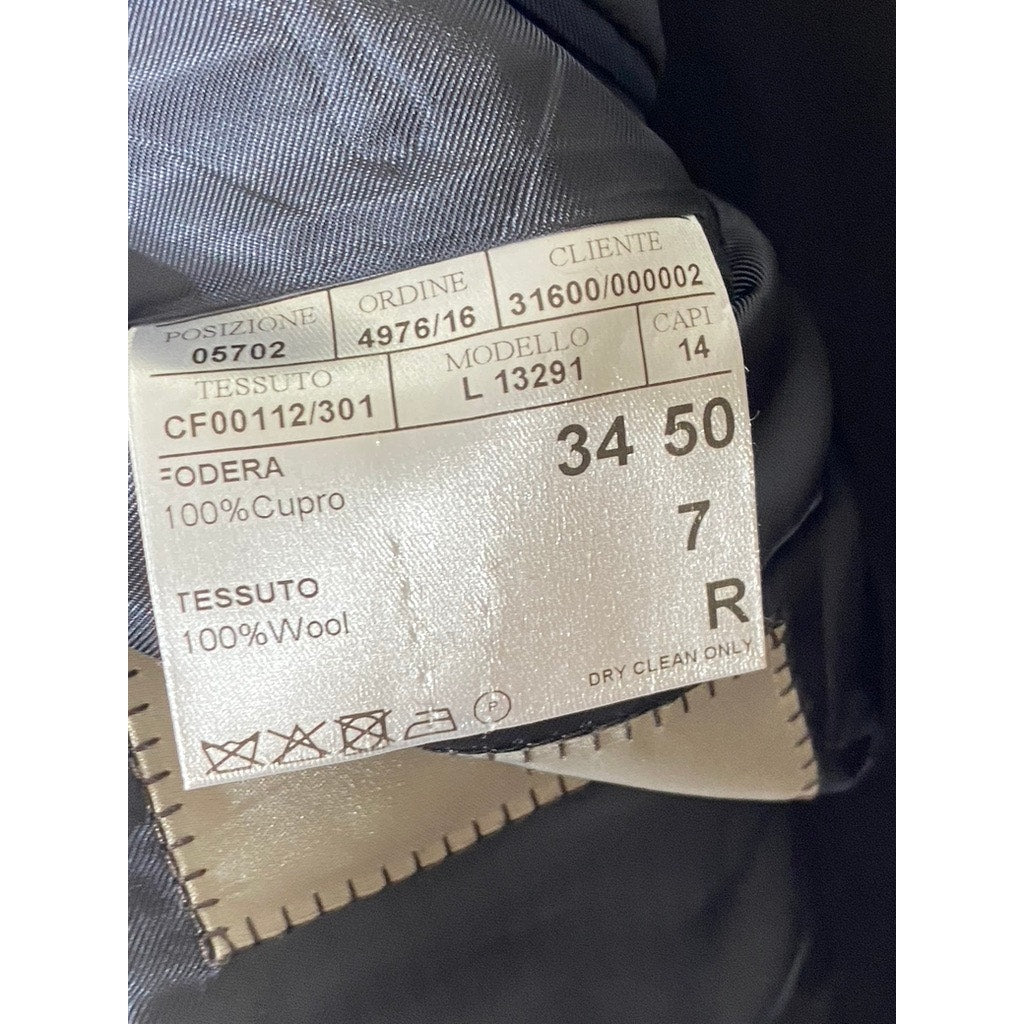 POSIZIONE ORDINE CLIENTE
05702 4976/16 31600/000002
TESSUTO MODELLO CAPI
CF00112/301 L 13291 14
34 50
FODERA
100%Cupro
7
TESSUTO
100%Wool
R
DRY CLEAN ONLY
P